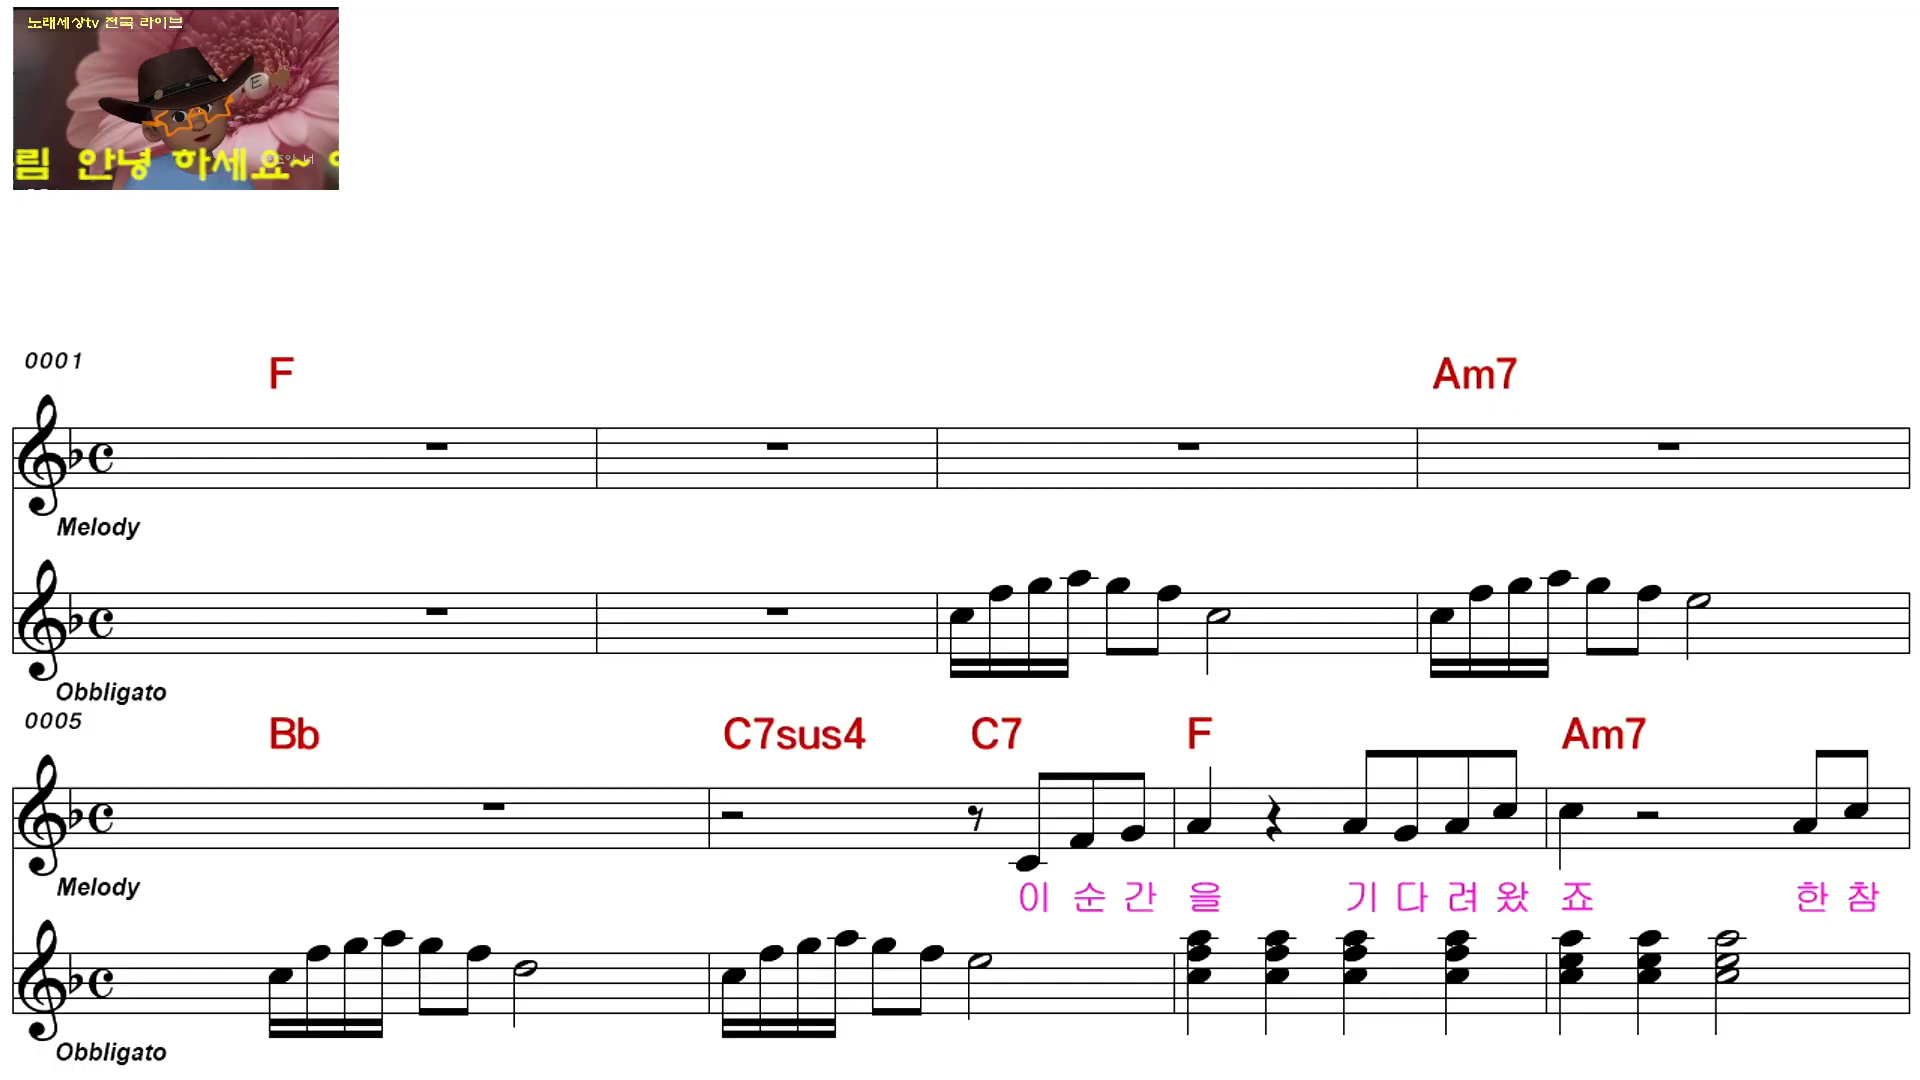 노래세상tv 전국 라이브
E
림 안녕 하세요~
0001
F Am7
Melody
Obbligato
0005
Bb C7sus4 C7 F Am7
Melody
이 순 간 을 기 다 려 왔 죠 한 참
Obbligato